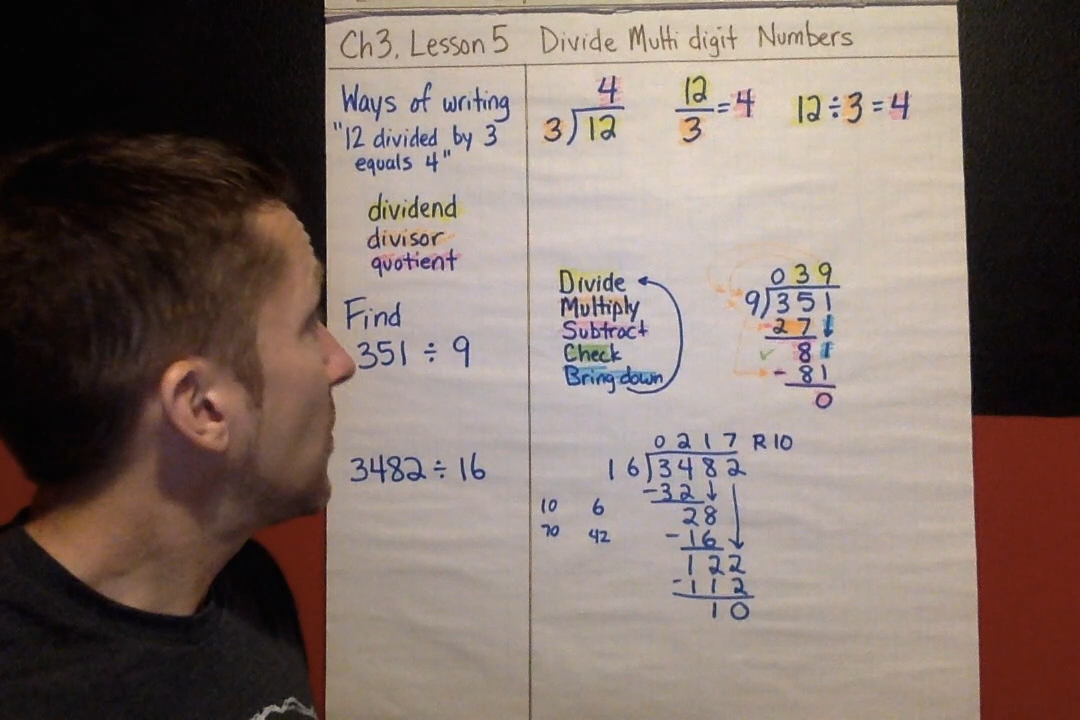 Ch3. Lesson 5 Divide Multi digit Numbers
Ways of writing
"12 divided by 3
equals 4"
dividend
divisor
quotient
4
3)12
12
3
=4
12÷3=4
Find
351 ÷ 9
Divide
Multiply
Subtract
Check
Bring down
039
9)351
-27↓
✓ 81
-81
0
3482÷16
0217 R10
16)3482
-32↓
28
-16
122
-112
10
10 6
70 42